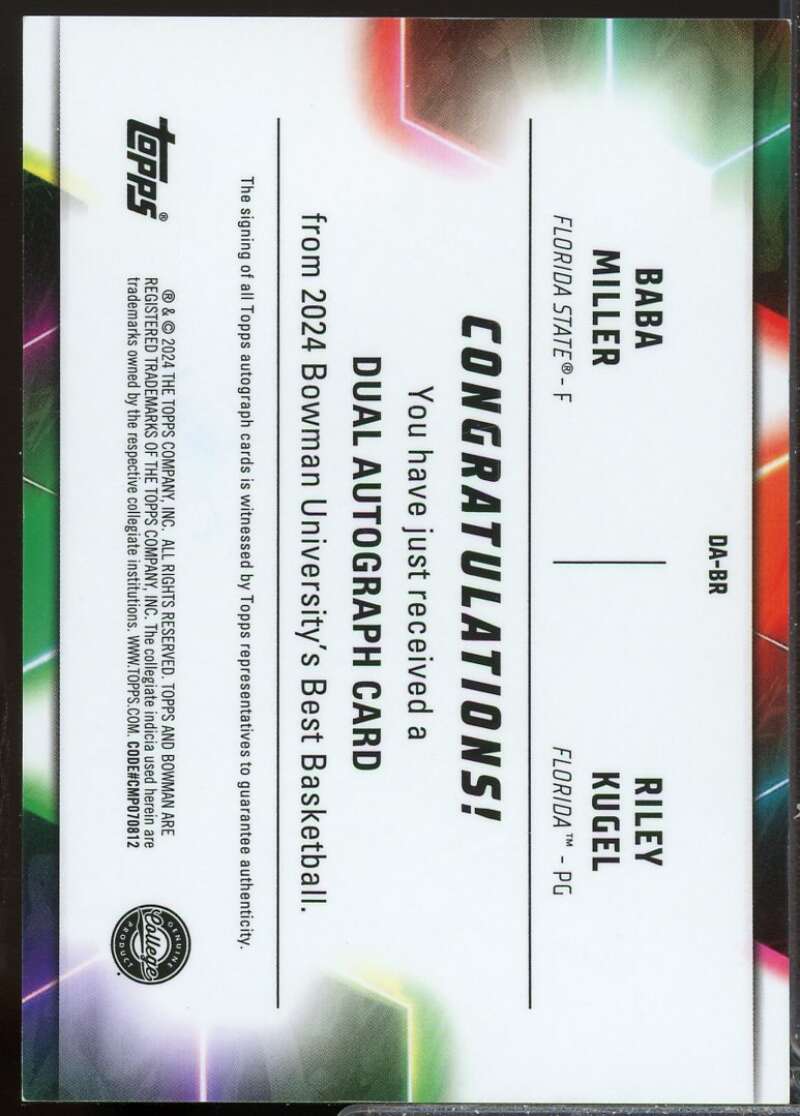 DA-BR
BABA
MILLER
FLORIDA STATE® - F
RILEY
KUGEL
FLORIDA™ - PG
CONGRATULATIONS!
You have just received a
DUAL AUTOGRAPH CARD
from 2024 Bowman University's Best Basketball.
The signing of all Topps autograph cards is witnessed by Topps representatives to guarantee authenticity.
topps®
® & © 2024 THE TOPPS COMPANY, INC. ALL RIGHTS RESERVED. TOPPS AND BOWMAN ARE
REGISTERED TRADEMARKS OF THE TOPPS COMPANY, INC. The collegiate indicia used herein are
trademarks owned by the respective collegiate institutions. WWW.TOPPS.COM. CODE#CMP070812
GENUINE
College
PRODUCT